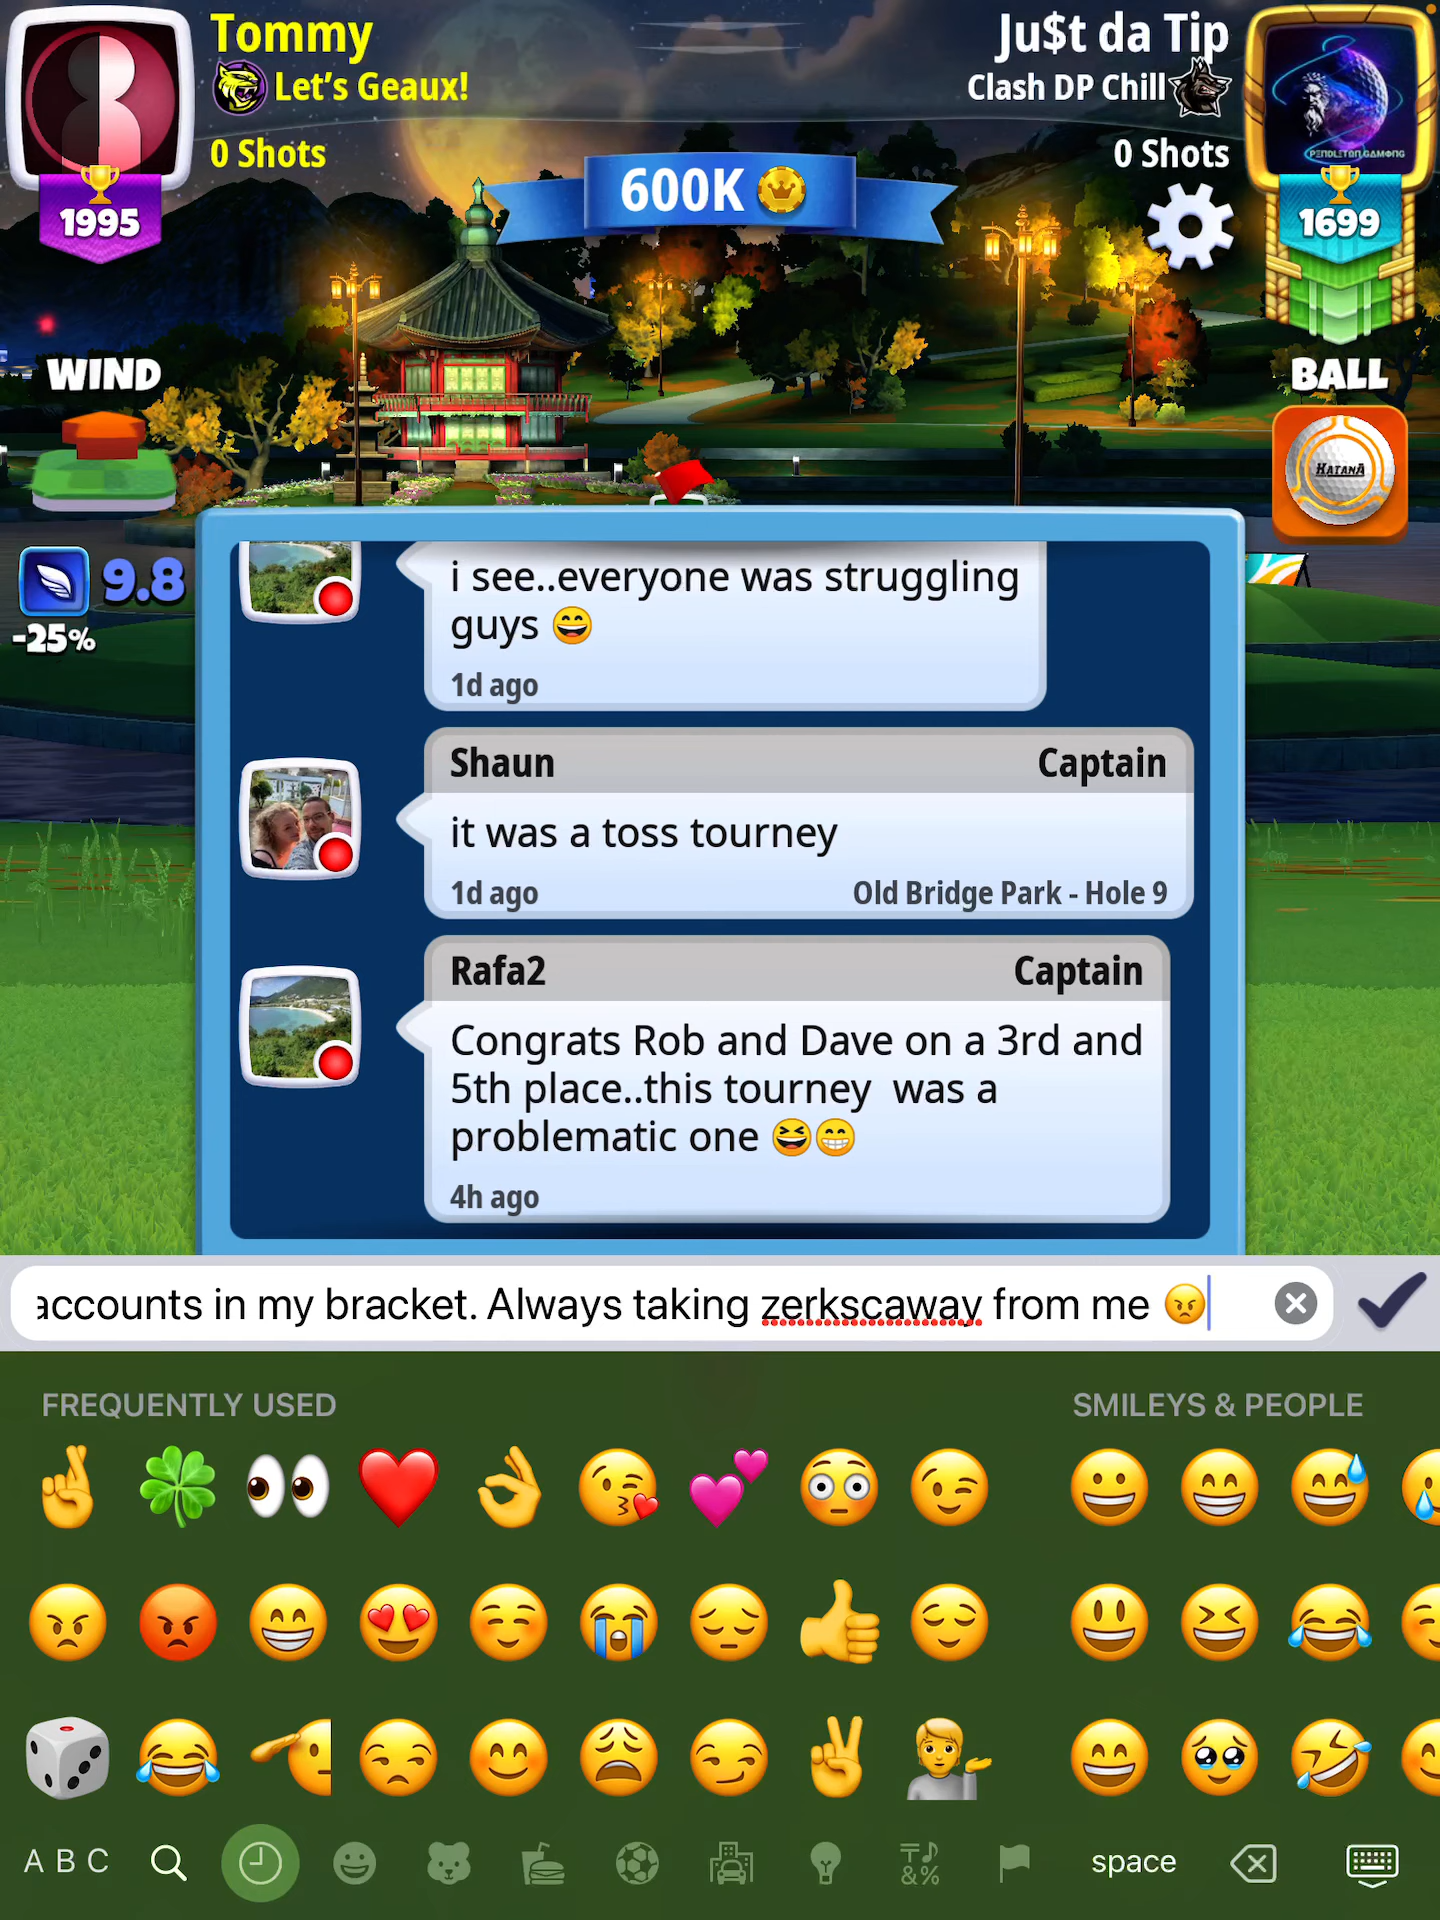 Tommy
Let's Geaux!
0 Shots
1995
Ju$t da Tip
Clash DP Chill
0 Shots
PENDLETON GAMING
1699
600K
WIND
BALL
KATANA
9.8
-25%
i see..everyone was struggling
guys 😄
1d ago
Shaun Captain
it was a toss tourney
1d ago Old Bridge Park - Hole 9
Rafa2 Captain
Congrats Rob and Dave on a 3rd and
5th place..this tourney was a
problematic one 😆😁
4h ago
accounts in my bracket. Always taking zerkscaway from me 😠
FREQUENTLY USED
SMILEYS & PEOPLE
ABC
&%
space